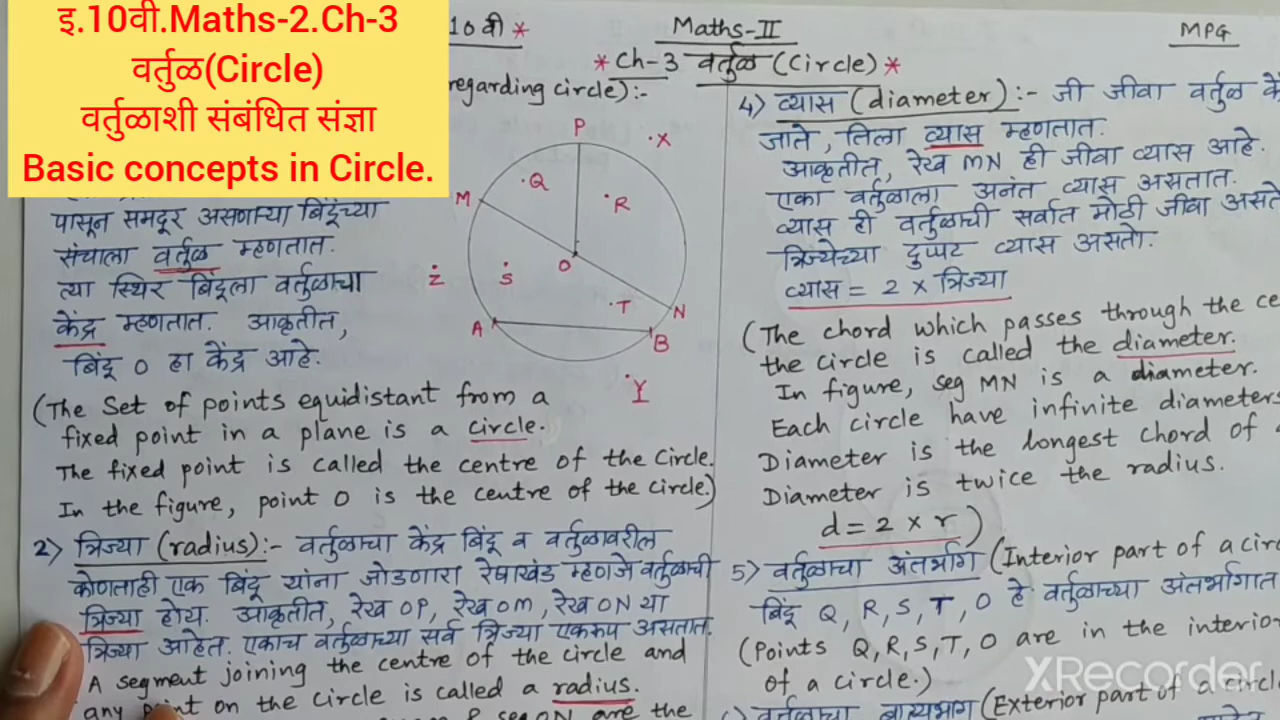 इ.10वी.Maths-2.Ch-3
वर्तुळ(Circle)
वर्तुळाशी संबंधित संज्ञा
Basic concepts in Circle.
10 वी *
Maths-II
MPG
* Ch-3 वर्तुळ (Circle) *
regarding circle):-
पासून समदूर असणाऱ्या बिंदूंच्या
संचाला वर्तुळ म्हणतात.
त्या स्थिर बिंदूला वर्तुळाचा
केंद्र म्हणतात. आकृतीत,
बिंदू O हा केंद्र आहे.
P
X
Q
R
M
O
Z
S
T
N
A
B
Y
(The Set of points equidistant from a
fixed point in a plane is a circle.
The fixed point is called the centre of the circle.
In the figure, point O is the centre of the circle.)
2) त्रिज्या (radius):- वर्तुळाचा केंद्र बिंदू व वर्तुळावरील
कोणताही एक बिंदू यांना जोडणारा रेषाखंड म्हणजे वर्तुळाची
त्रिज्या होय. आकृतीत, रेख OP, रेख OM, रेख ON या
त्रिज्या आहेत. एकाच वर्तुळाच्या सर्व त्रिज्या एकरूप असतात.
A segment joining the centre of the circle and
any point on the circle is called a radius.
seg ON are the
4) व्यास (diameter):- जी जीवा वर्तुळ
जाते, तिला व्यास म्हणतात.
आकृतीत, रेख MN ही जीवा व्यास आहे.
एका वर्तुळाला अनंत व्यास असतात.
व्यास ही वर्तुळाची सर्वात मोठी जीवा असते
त्रिज्येच्या दुप्पट व्यास असतो.
व्यास = 2 × त्रिज्या
(The chord which passes through the ce
the circle is called the diameter.
In figure, seg MN is a diameter.
Each circle have infinite diameters
Diameter is the longest chord of
Diameter is twice the radius.
d = 2 × r )
5) वर्तुळाचा अंतर्भाग (Interior part of a circ
बिंदू Q, R, S, T, O हे वर्तुळाच्या अंतर्भागात
(Points Q, R, S, T, O are in the interior
of a circle.)
वर्तुळाचा बाह्यभाग (Exterior part of a circle
XRecorder